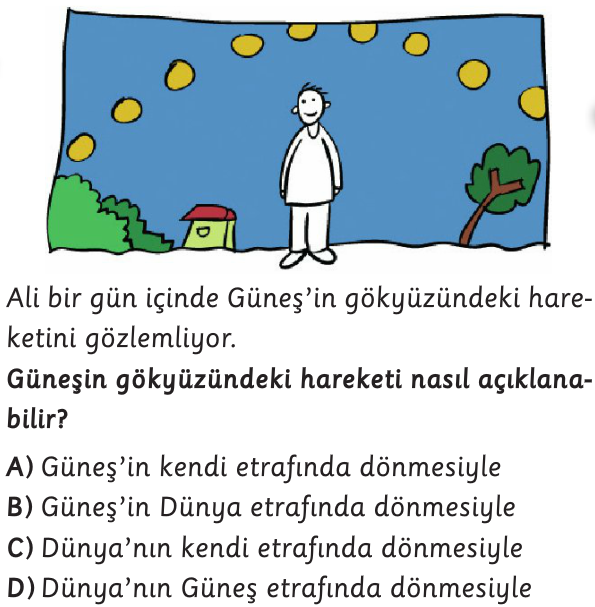 Ali bir gün içinde Güneş’in gökyüzündeki hare-
ketini gözlemliyor.
Güneşin gökyüzündeki hareketi nasıl açıklana-
bilir?
A) Güneş’in kendi etrafında dönmesiyle
B) Güneş’in Dünya etrafında dönmesiyle
C) Dünya’nın kendi etrafında dönmesiyle
D) Dünya’nın Güneş etrafında dönmesiyle